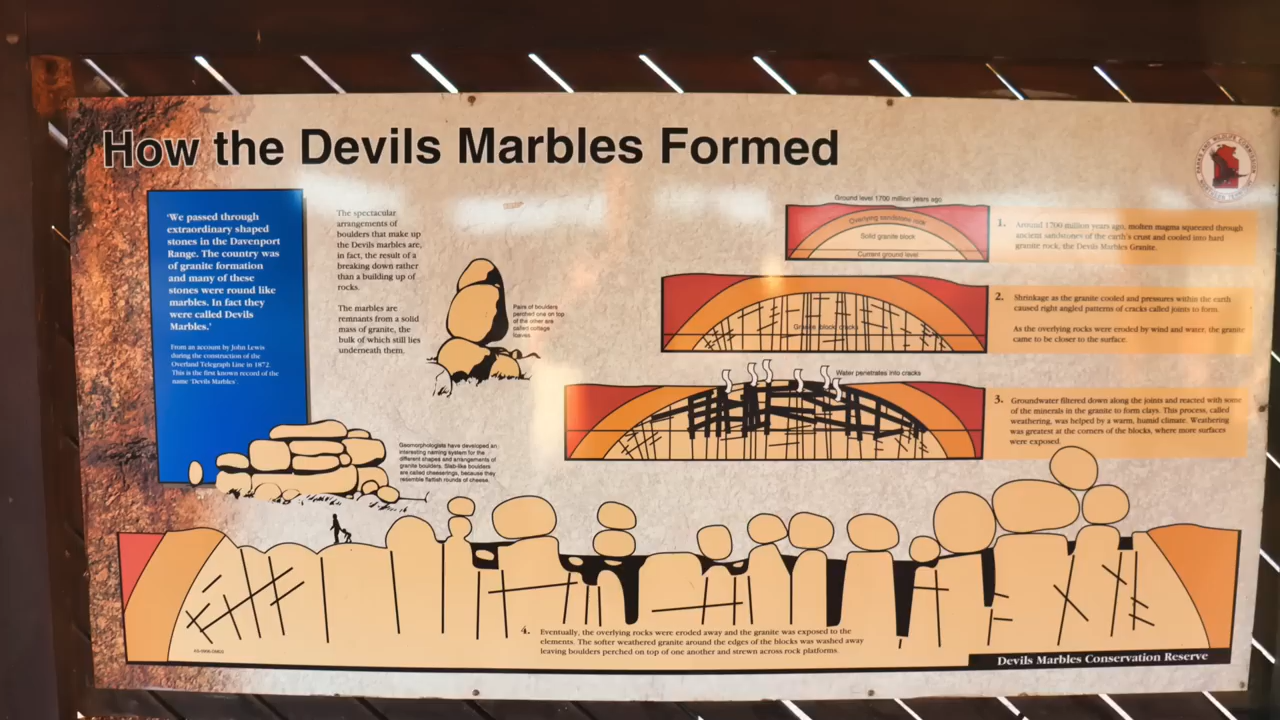 How the Devils Marbles Formed
'We passed through
extraordinary shaped
stones in the Davenport
Range. The country was
of granite formation
and many of these
stones were round like
marbles. In fact they
were called Devils
Marbles.'
From an account by John Lewis
during the construction of the
Overland Telegraph Line in 1872.
This is the first known record of the
name 'Devils Marbles'.
The spectacular
arrangements of
boulders that make up
the Devils marbles are,
in fact, the result of a
breaking down rather
than a building up of
rocks.
The marbles are
remnants from a solid
mass of granite, the
bulk of which still lies
underneath them.
Pairs of boulders
perched one on top
of the other are
called cottage
loaves.
Geomorphologists have developed an
interesting naming system for the
different shapes and arrangements of
granite boulders. Slab-like boulders
are called cheeserings, because they
resemble flattish rounds of cheese.
Ground level 1700 million years ago
Overlying sandstone rock
Solid granite block
Current ground level
1. Around 1700 million years ago, molten magma squeezed through
ancient sandstones of the earth's crust and cooled into hard
granite rock; the Devils Marbles Granite.
Granite block cracks
2. Shrinkage as the granite cooled and pressures within the earth
caused right angled patterns of cracks called joints to form.
As the overlying rocks were eroded by wind and water, the granite
came to be closer to the surface.
Water penetrates into cracks
3. Groundwater filtered down along the joints and reacted with some
of the minerals in the granite to form clays. This process, called
weathering, was helped by a warm, humid climate. Weathering
was greatest at the corners of the blocks, where more surfaces
were exposed.
4. Eventually, the overlying rocks were eroded away and the granite was exposed to the
elements. The softer weathered granite around the edges of the blocks was washed away
leaving boulders perched on top of one another and strewn across rock platforms.
Devils Marbles Conservation Reserve